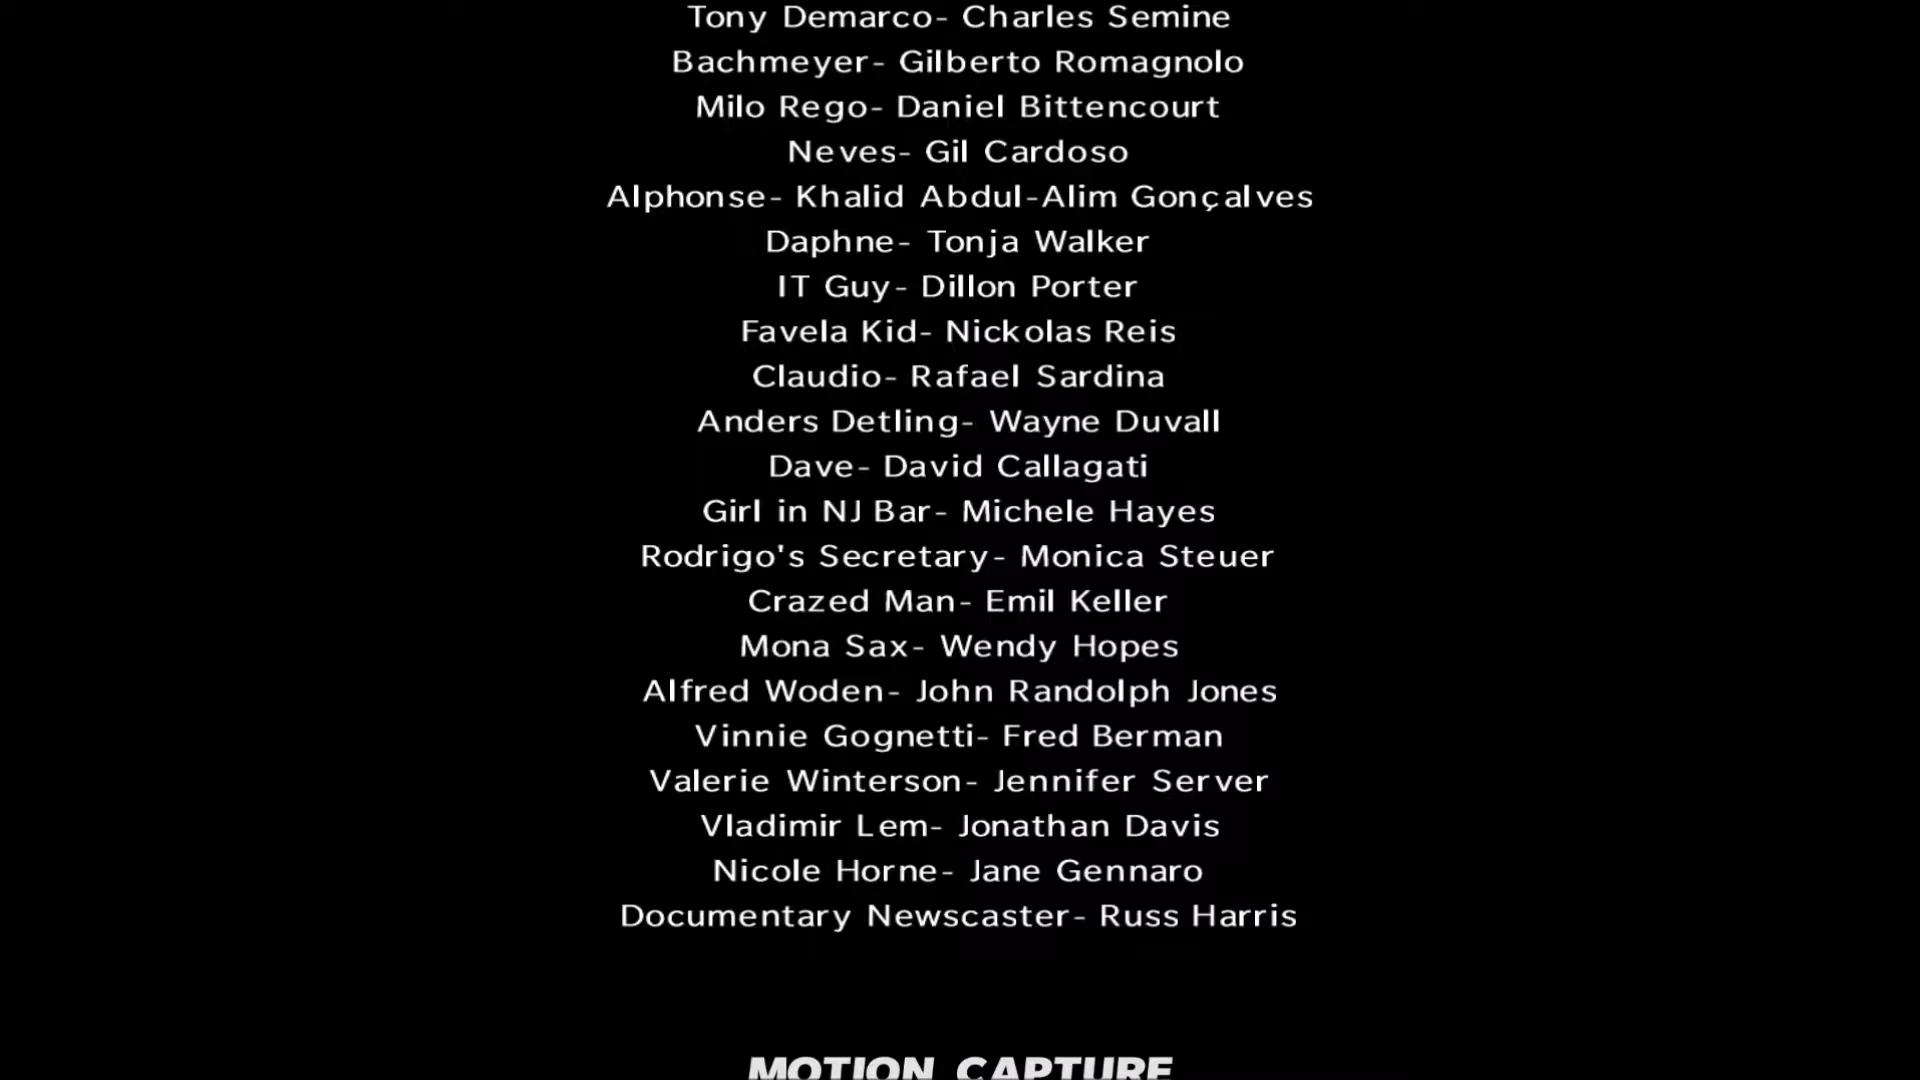 Tony Demarco- Charles Semine
Bachmeyer- Gilberto Romagnolo
Milo Rego- Daniel Bittencourt
Neves- Gil Cardoso
Alphonse- Khalid Abdul-Alim Gonçalves
Daphne- Tonja Walker
IT Guy- Dillon Porter
Favela Kid- Nickolas Reis
Claudio- Rafael Sardina
Anders Detling- Wayne Duvall
Dave- David Callagati
Girl in NJ Bar- Michele Hayes
Rodrigo's Secretary- Monica Steuer
Crazed Man- Emil Keller
Mona Sax- Wendy Hopes
Alfred Woden- John Randolph Jones
Vinnie Gognetti- Fred Berman
Valerie Winterson- Jennifer Server
Vladimir Lem- Jonathan Davis
Nicole Horne- Jane Gennaro
Documentary Newscaster- Russ Harris
MOTION CAPTURE